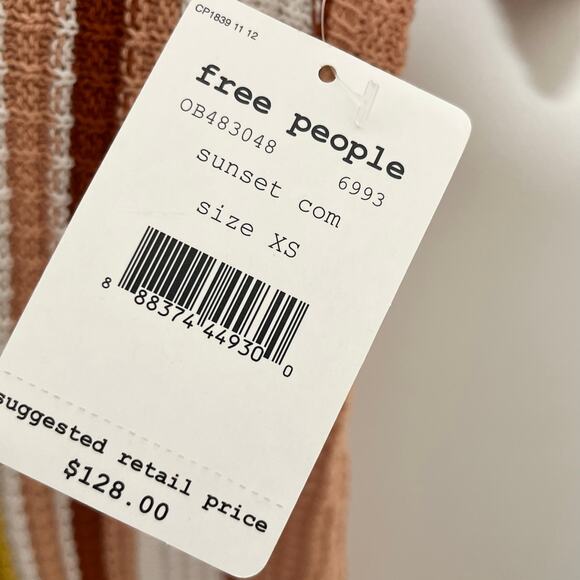 CP1839 11 12
free people
OB483048 6993
sunset com
size XS
8 88374 44930 0
suggested retail price
$128.00